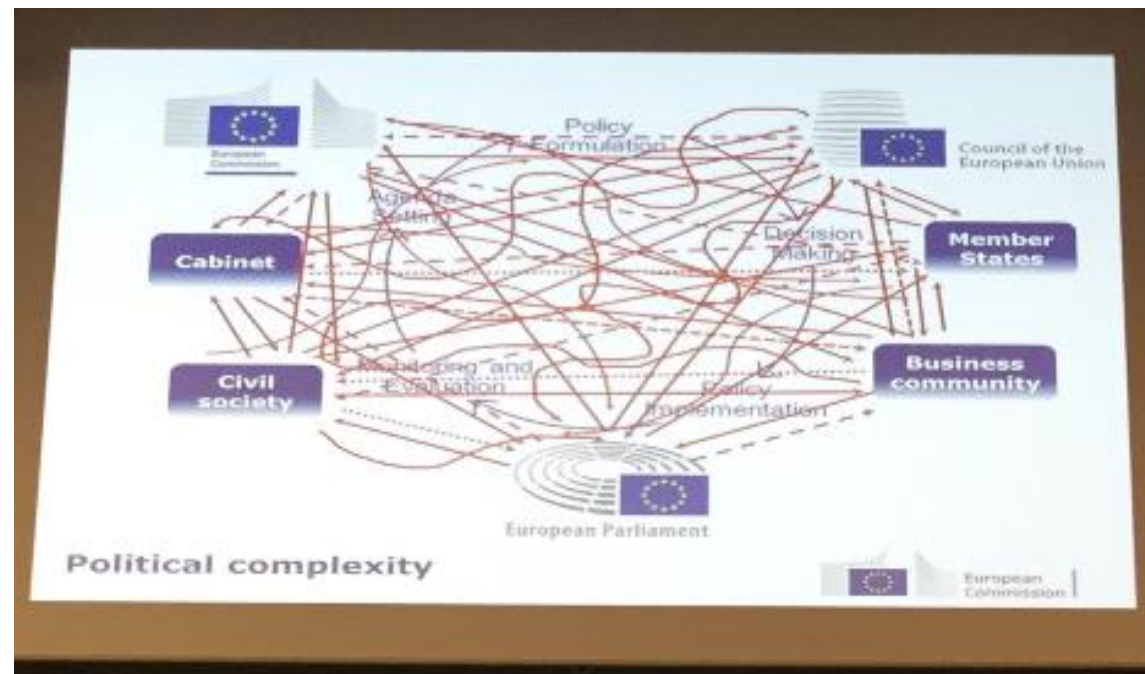 European
Commission
Policy
Formulation
Council of the
European Union
Agenda
Setting
Decision
Making
Cabinet
Member
States
Civil
society
Monitoring and
Evaluation
Business
community
Policy
Implementation
European Parliament
Political complexity
European
Commission